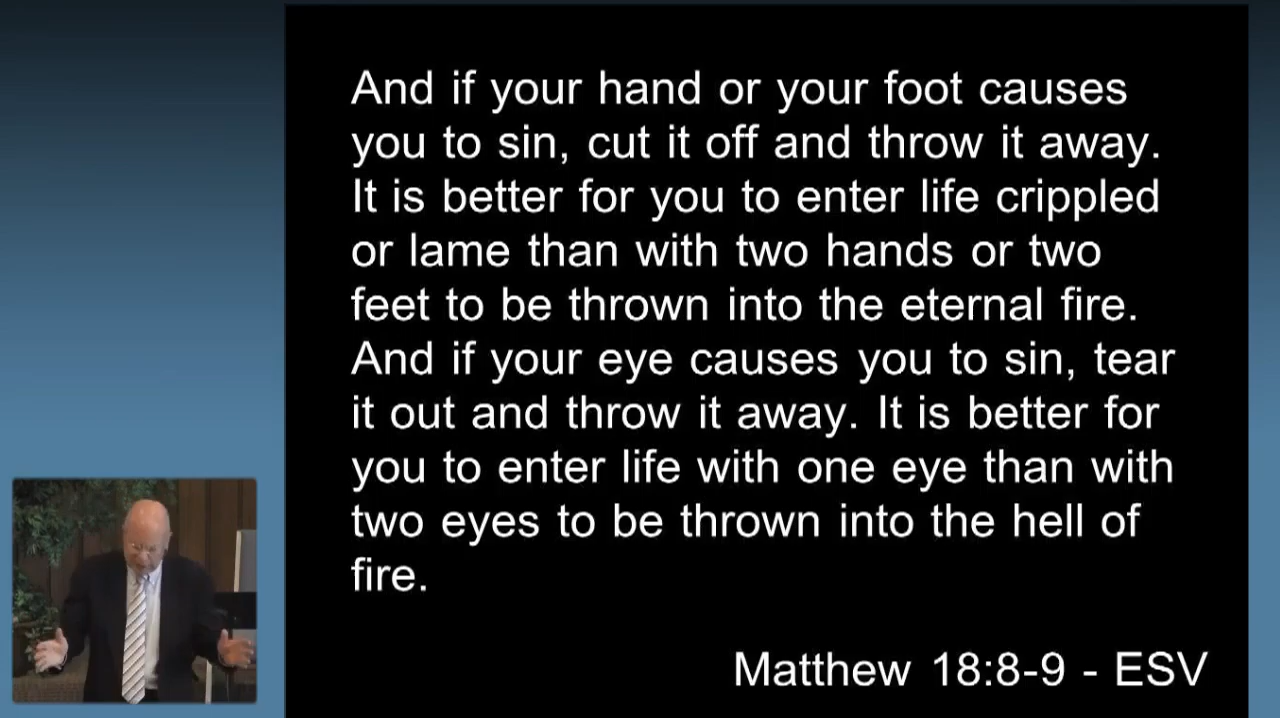 And if your hand or your foot causes
you to sin, cut it off and throw it away.
It is better for you to enter life crippled
or lame than with two hands or two
feet to be thrown into the eternal fire.
And if your eye causes you to sin, tear
it out and throw it away. It is better for
you to enter life with one eye than with
two eyes to be thrown into the hell of
fire.
Matthew 18:8-9 - ESV